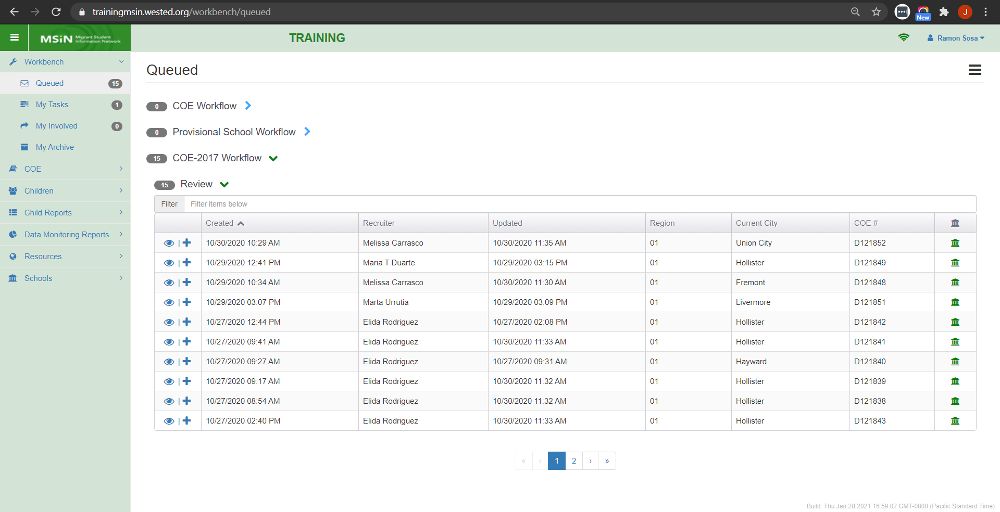 trainingmsin.wested.org/workbench/queued
New
J
MSiN Migrant Student Information Network
TRAINING
Ramon Sosa
Workbench
Queued 15
My Tasks 1
My Involved 0
My Archive
COE
Children
Child Reports
Data Monitoring Reports
Resources
Schools
Queued
0 COE Workflow
0 Provisional School Workflow
15 COE-2017 Workflow
15 Review
Filter Filter items below
Created Recruiter Updated Region Current City COE #
| 10/30/2020 10:29 AM Melissa Carrasco 10/30/2020 11:35 AM 01 Union City D121852
| 10/29/2020 12:41 PM Maria T Duarte 10/29/2020 03:15 PM 01 Hollister D121849
| 10/29/2020 10:34 AM Melissa Carrasco 10/30/2020 11:30 AM 01 Fremont D121848
| 10/29/2020 03:07 PM Marta Urrutia 10/29/2020 03:09 PM 01 Livermore D121851
| 10/27/2020 12:44 PM Elida Rodriguez 10/27/2020 02:08 PM 01 Hollister D121842
| 10/27/2020 09:41 AM Elida Rodriguez 10/30/2020 11:33 AM 01 Hollister D121841
| 10/27/2020 09:27 AM Elida Rodriguez 10/27/2020 09:31 AM 01 Hayward D121840
| 10/27/2020 09:17 AM Elida Rodriguez 10/30/2020 11:32 AM 01 Hollister D121839
| 10/27/2020 08:54 AM Elida Rodriguez 10/30/2020 11:32 AM 01 Hollister D121838
| 10/27/2020 02:40 PM Elida Rodriguez 10/30/2020 11:33 AM 01 Hollister D121843
« ‹ 1 2 › »
Build: Thu Jan 28 2021 16:59:02 GMT-0800 (Pacific Standard Time)